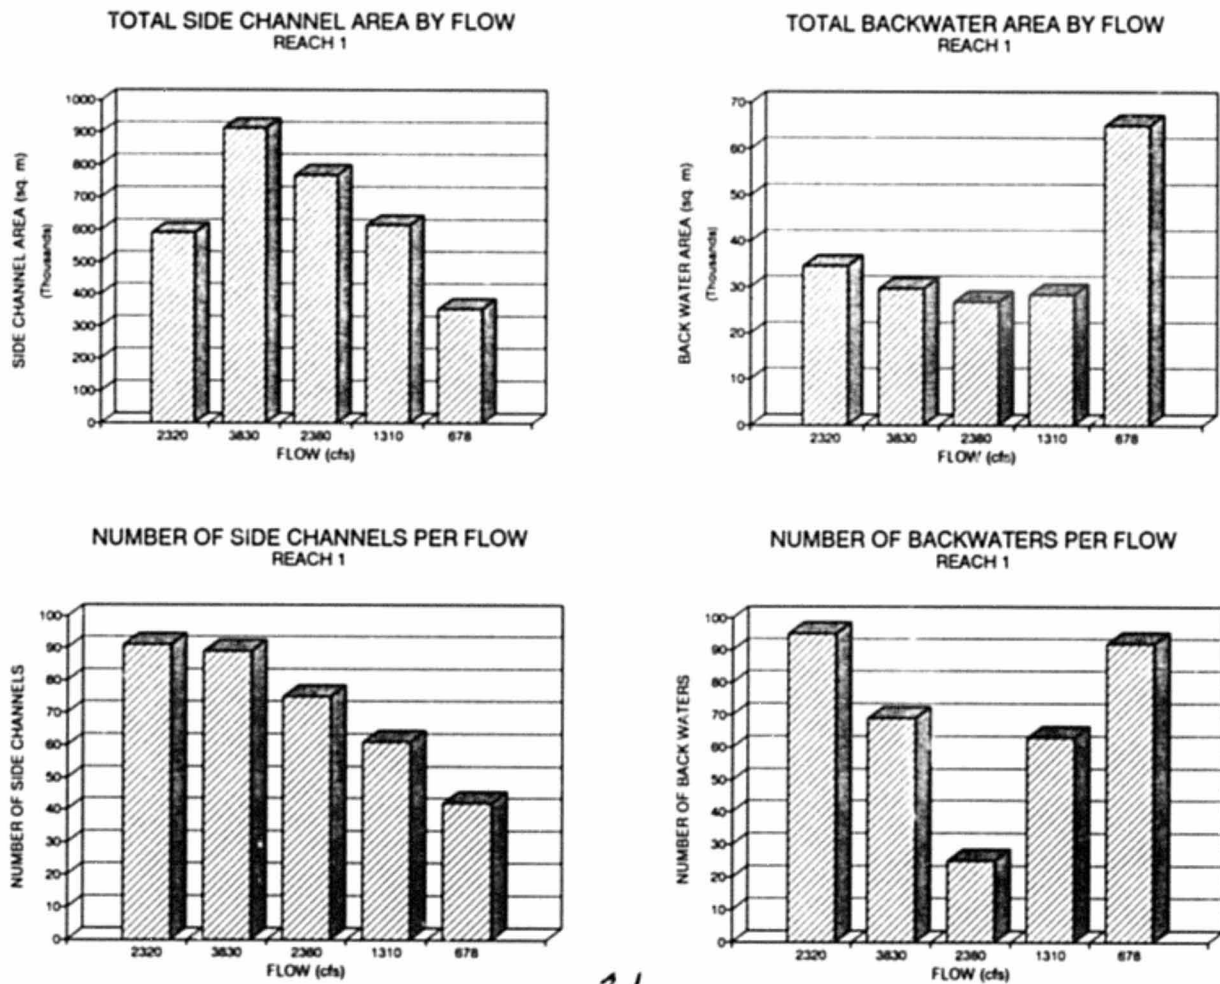 TOTAL SIDE CHANNEL AREA BY FLOW
REACH 1
SIDE CHANNEL AREA (sq. m)
(Thousands)
1000
900
800
700
600
500
400
300
200
100
0
2320 3830 2380 1310 678
FLOW (cfs)
TOTAL BACKWATER AREA BY FLOW
REACH 1
BACK WATER AREA (sq. m)
(Thousands)
70
60
50
40
30
20
10
0
2320 3830 2380 1310 678
FLOW (cfs)
NUMBER OF SIDE CHANNELS PER FLOW
REACH 1
NUMBER OF SIDE CHANNELS
100
90
80
70
60
50
40
30
20
10
0
2320 3830 2380 1310 678
FLOW (cfs)
NUMBER OF BACKWATERS PER FLOW
REACH 1
NUMBER OF BACK WATERS
100
90
80
70
60
50
40
30
20
10
0
2320 3830 2380 1310 678
FLOW (cfs)